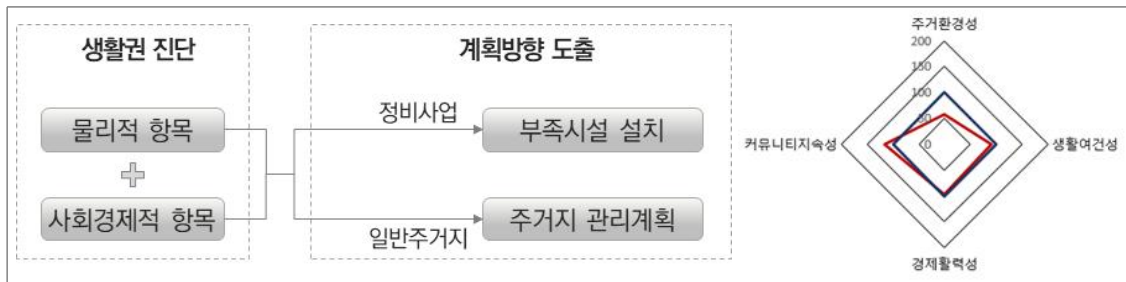 생활권 진단
물리적 항목
사회경제적 항목
계획방향 도출
정비사업
부족시설 설치
일반주거지
주거지 관리계획
주거환경성
200
150
100
50
0
커뮤니티지속성
생활여건성
경제활력성